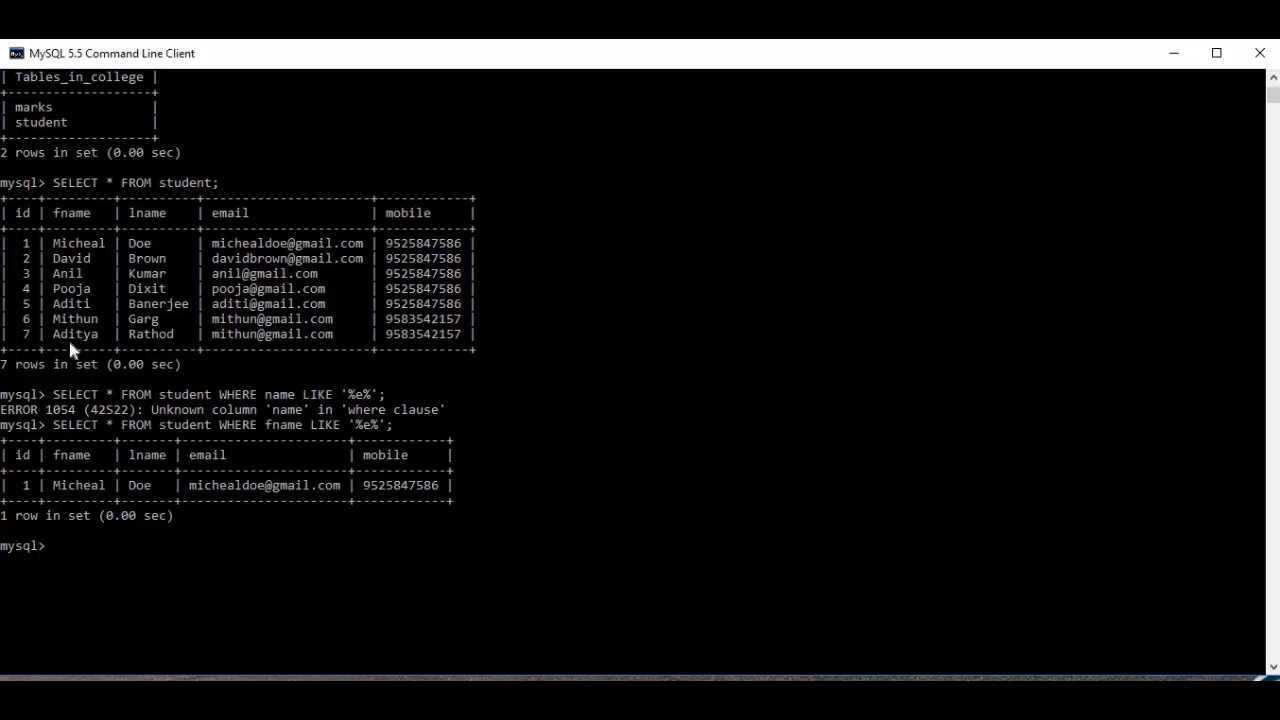 MySQL 5.5 Command Line Client
| Tables_in_college |
+-------------------+
| marks             |
| student           |
+-------------------+
2 rows in set (0.00 sec)
mysql> SELECT * FROM student;
+----+---------+----------+----------------------+------------+
| id | fname   | lname    | email                | mobile     |
+----+---------+----------+----------------------+------------+
|  1 | Micheal | Doe      | michealdoe@gmail.com | 9525847586 |
|  2 | David   | Brown    | davidbrown@gmail.com | 9525847586 |
|  3 | Anil    | Kumar    | anil@gmail.com       | 9525847586 |
|  4 | Pooja   | Dixit    | pooja@gmail.com      | 9525847586 |
|  5 | Aditi   | Banerjee | aditi@gmail.com      | 9525847586 |
|  6 | Mithun  | Garg     | mithun@gmail.com     | 9583542157 |
|  7 | Aditya  | Rathod   | mithun@gmail.com     | 9583542157 |
+----+---------+----------+----------------------+------------+
7 rows in set (0.00 sec)
mysql> SELECT * FROM student WHERE name LIKE '%e%';
ERROR 1054 (42S22): Unknown column 'name' in 'where clause'
mysql> SELECT * FROM student WHERE fname LIKE '%e%';
+----+---------+-------+----------------------+------------+
| id | fname   | lname | email                | mobile     |
+----+---------+-------+----------------------+------------+
|  1 | Micheal | Doe   | michealdoe@gmail.com | 9525847586 |
+----+---------+-------+----------------------+------------+
1 row in set (0.00 sec)
mysql>